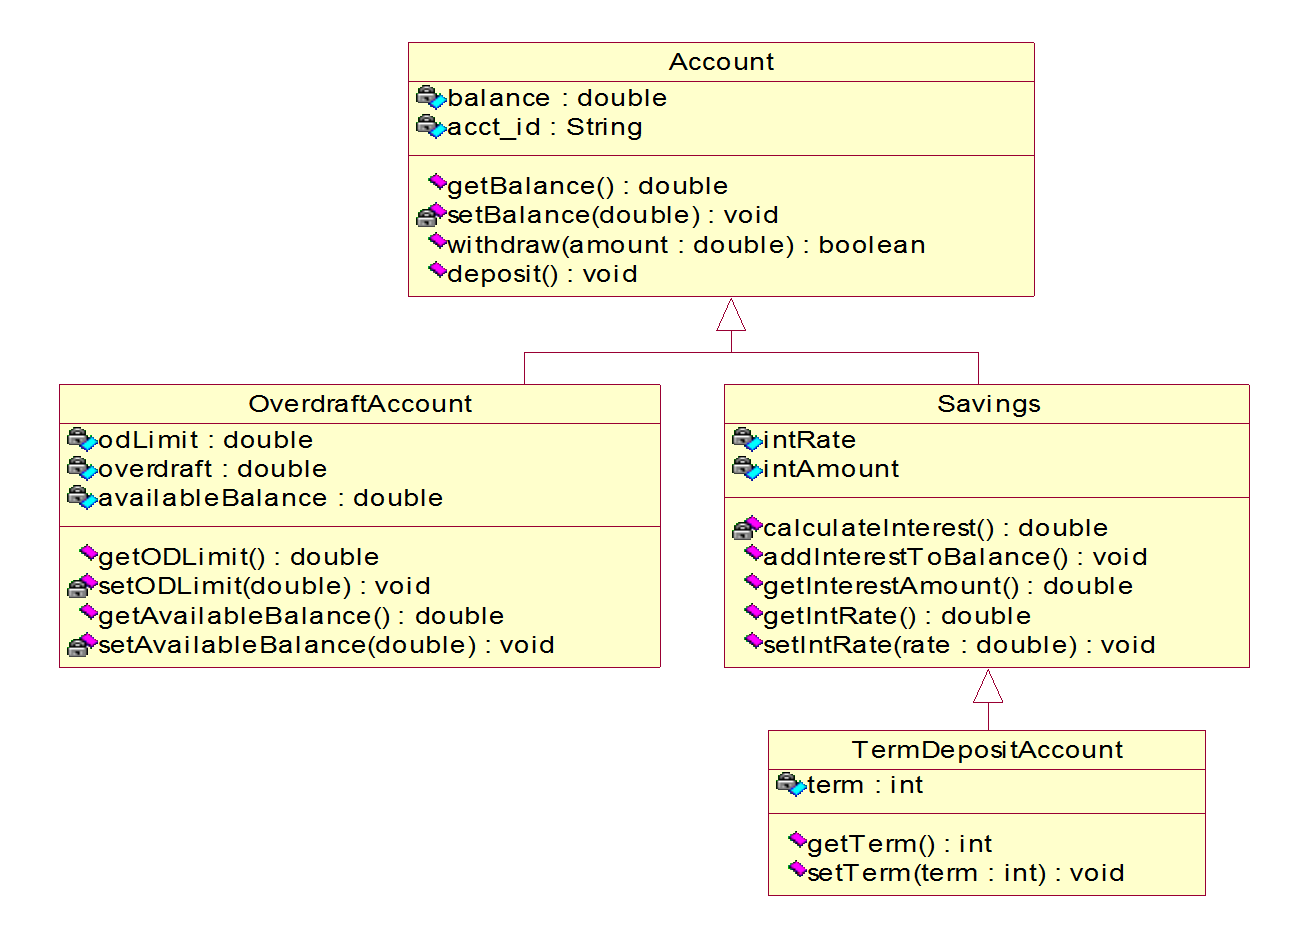 Account
balance : double
acct_id : String
getBalance() : double
setBalance(double) : void
withdraw(amount : double) : boolean
deposit() : void
OverdraftAccount
odLimit : double
overdraft : double
availableBalance : double
getODLimit() : double
setODLimit(double) : void
getAvailableBalance() : double
setAvailableBalance(double) : void
Savings
intRate
intAmount
calculateInterest() : double
addInterestToBalance() : void
getInterestAmount() : double
getIntRate() : double
setIntRate(rate : double) : void
TermDepositAccount
term : int
getTerm() : int
setTerm(term : int) : void